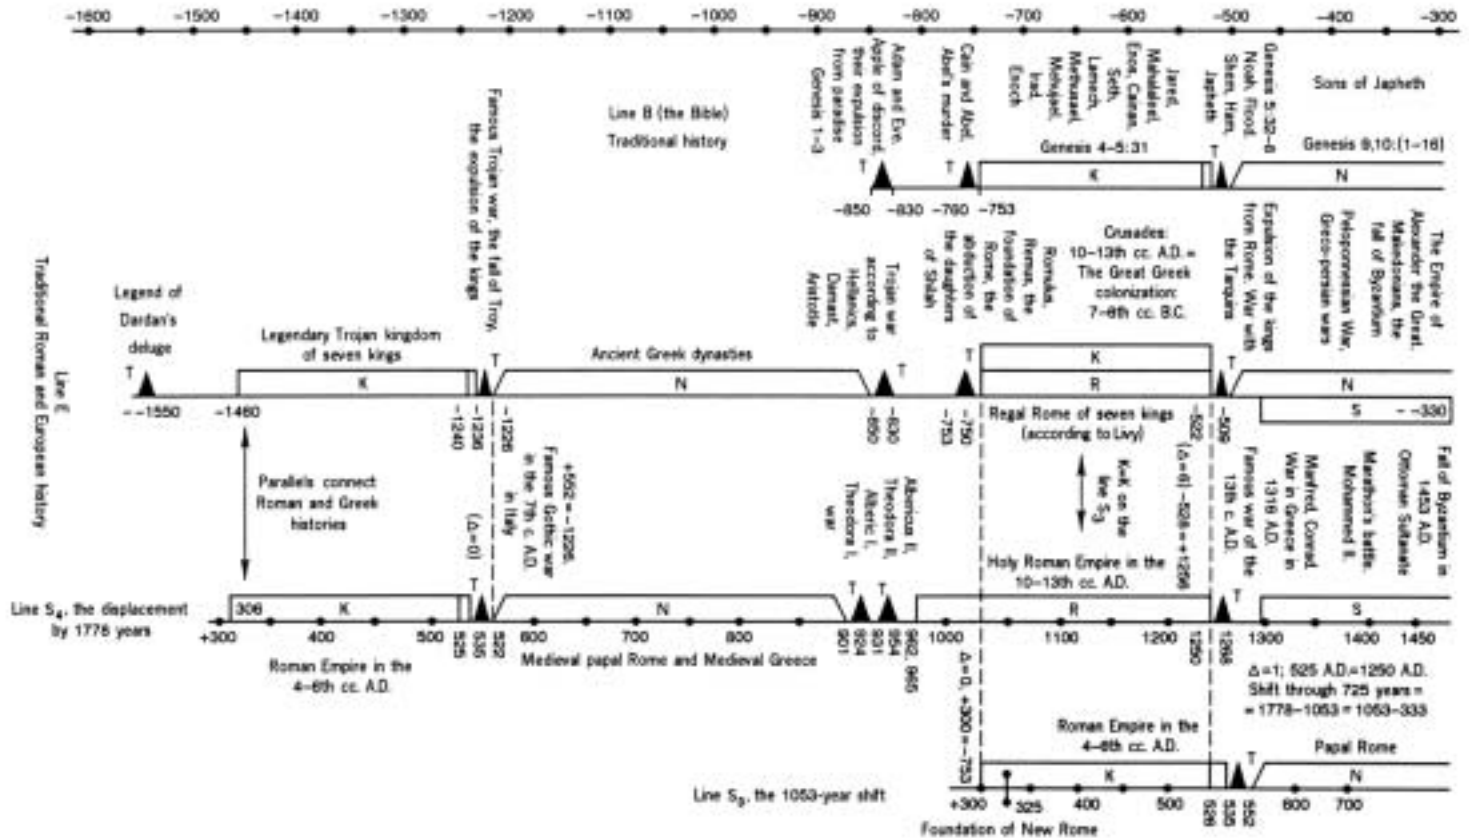 -1600 -1500 -1400 -1300 -1200 -1100 -1000 -900 -800 -700 -600 -500 -400 -300
Line B (the Bible)
Traditional history
Adam and Eve.
Apple of discord,
their expulsion
from paradise
Genesis 1-3
Cain and Abel,
Abel's murder
Jared,
Mahalaleel,
Enos, Cainan,
Seth,
Lamech,
Methusael,
Mehujael,
Irad,
Enoch
Genesis 4-5:31
Genesis 5:32-8
Noah, Flood,
Shem, Ham,
Japheth
Sons of Japheth
Genesis 9,10:(1-16)
T T K T N
-850 -830 -760 -753
Traditional Roman and European history
Line E
Legend of
Dardan's
deluge
Legendary Trojan kingdom
of seven kings
Famous Trojan war, the fall of Troy,
the expulsion of the kings
Ancient Greek dynasties
Trojan war
according to
Hellanics,
Damast,
Aristotle
Romulus,
Remus, the
foundation of
Rome, the
abduction of
the daughters
of Shilah
Crusades:
10-13th cc. A.D.=
The Great Greek
colonization:
7-6th cc. B.C.
Expulsion of the kings
from Rome. War with
the Tarquins
The Empire of
Alexander the Great.
Makedonians, the
fall of Byzantium
Peloponnessian War,
Greco-persian wars
T K T N T T K R T N S
--1550 -1460 -1240 -1236 -1226 -850 -830 -753 -750 -522 -509 --330
Regal Rome of seven kings
(according to Livy)
Parallels connect
Roman and Greek
histories
(Δ=0)
+552=-1226.
Famous Gothic war
in the 7th c. A.D.
in Italy
Albericus II,
Theodora II,
Alberic I,
Theodora I,
war
K=K on the
line S3
(Δ=6) -528=+1256
Holy Roman Empire in the
10-13th cc. A.D.
Famous war of the
13th c. A.D.
Manfred, Conrad.
War in Greece in
1316 A.D.
Fall of Byzantium in
1453 A.D.
Ottoman Sultanate
Marathon's battle.
Mohammed II.
Line S4, the displacement
by 1778 years
306 K T N T T R T S
+300 400 500 525 535 552 600 700 800 901 924 931 954 962, 965 1000 1100 1200 1250 1268 1300 1400 1450
Roman Empire in the
4-6th cc. A.D.
Medieval papal Rome and Medieval Greece
Δ=0, +300=-753
Δ=1; 525 A.D.=1250 A.D.
Shift through 725 years =
= 1778-1053 = 1053-333
Roman Empire in the
4-6th cc. A.D.
Papal Rome
K T N
Line S3, the 1053-year shift
+300 325 400 500 526 535 552 600 700
Foundation of New Rome